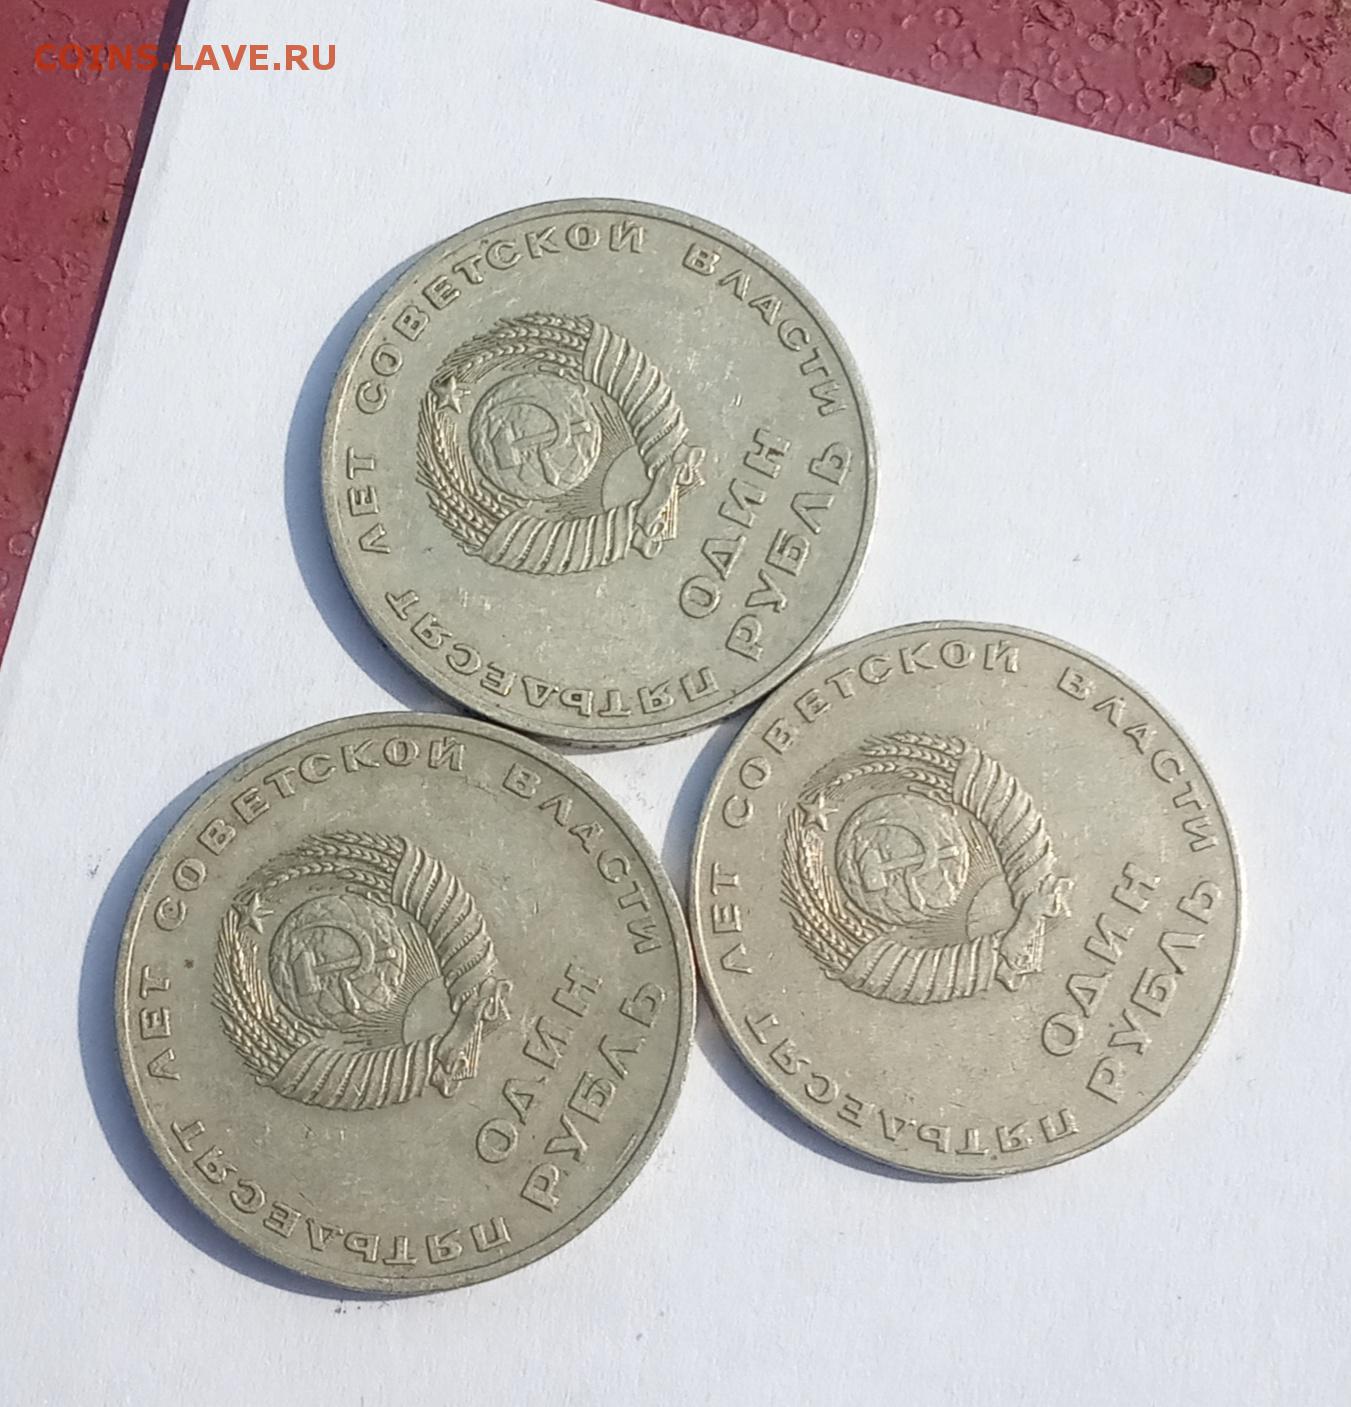 COINS.LAVE.RU
ПЯТЬДЕСЯТ ЛЕТ СОВЕТСКОЙ ВЛАСТИ
ОДИН
РУБЛЬ
ПЯТЬДЕСЯТ ЛЕТ СОВЕТСКОЙ ВЛАСТИ
ОДИН
РУБЛЬ
ПЯТЬДЕСЯТ ЛЕТ СОВЕТСКОЙ ВЛАСТИ
ОДИН
РУБЛЬ